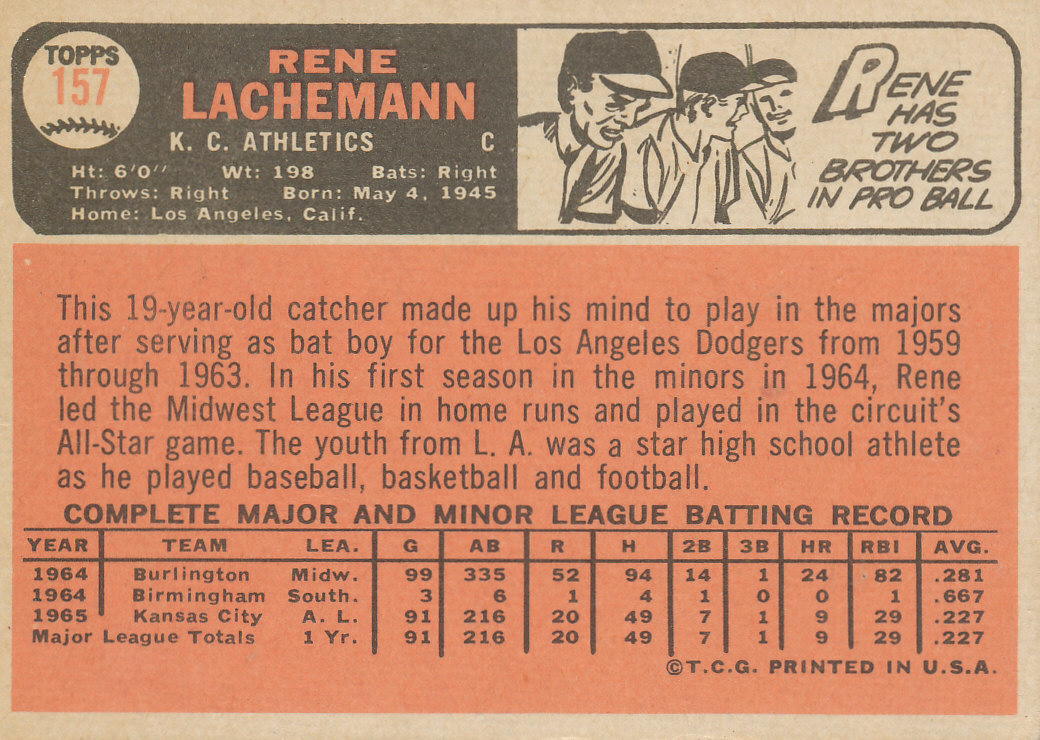 TOPPS
157
RENE
LACHEMANN
K. C. ATHLETICS C
Ht: 6'0'' Wt: 198 Bats: Right
Throws: Right Born: May 4, 1945
Home: Los Angeles, Calif.
RENE
HAS
TWO
BROTHERS
IN PRO BALL
This 19-year-old catcher made up his mind to play in the majors
after serving as bat boy for the Los Angeles Dodgers from 1959
through 1963. In his first season in the minors in 1964, Rene
led the Midwest League in home runs and played in the circuit's
All-Star game. The youth from L. A. was a star high school athlete
as he played baseball, basketball and football.
COMPLETE MAJOR AND MINOR LEAGUE BATTING RECORD
YEAR TEAM LEA. G AB R H 2B 3B HR RBI AVG.
1964 Burlington Midw. 99 335 52 94 14 1 24 82 .281
1964 Birmingham South. 3 6 1 4 1 0 0 1 .667
1965 Kansas City A. L. 91 216 20 49 7 1 9 29 .227
Major League Totals 1 Yr. 91 216 20 49 7 1 9 29 .227
©T.C.G. PRINTED IN U.S.A.